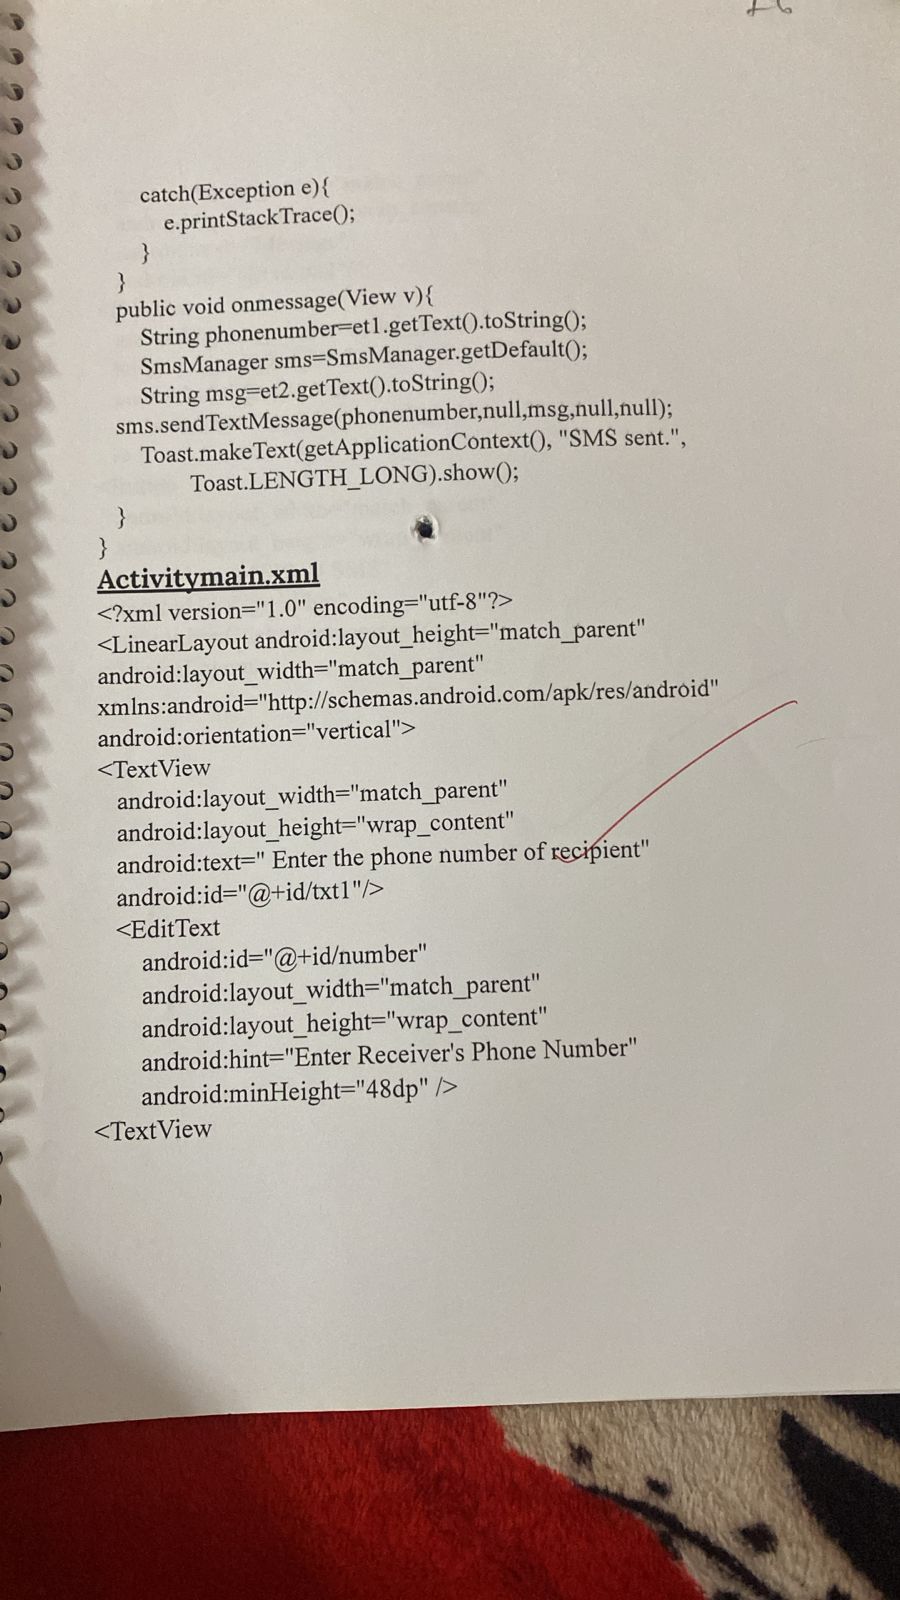 catch(Exception e){
e.printStackTrace();
}
}
public void onmessage(View v){
String phonenumber=et1.getText().toString();
SmsManager sms=SmsManager.getDefault();
String msg=et2.getText().toString();
sms.sendTextMessage(phonenumber,null,msg,null,null);
Toast.makeText(getApplicationContext(), "SMS sent.",
Toast.LENGTH_LONG).show();
}
}
Activitymain.xml
<?xml version="1.0" encoding="utf-8"?>
<LinearLayout android:layout_height="match_parent"
android:layout_width="match_parent"
xmlns:android="http://schemas.android.com/apk/res/android"
android:orientation="vertical">
<TextView
android:layout_width="match_parent"
android:layout_height="wrap_content"
android:text=" Enter the phone number of recipient"
android:id="@+id/txt1"/>
<EditText
android:id="@+id/number"
android:layout_width="match_parent"
android:layout_height="wrap_content"
android:hint="Enter Receiver's Phone Number"
android:minHeight="48dp" />
<TextView